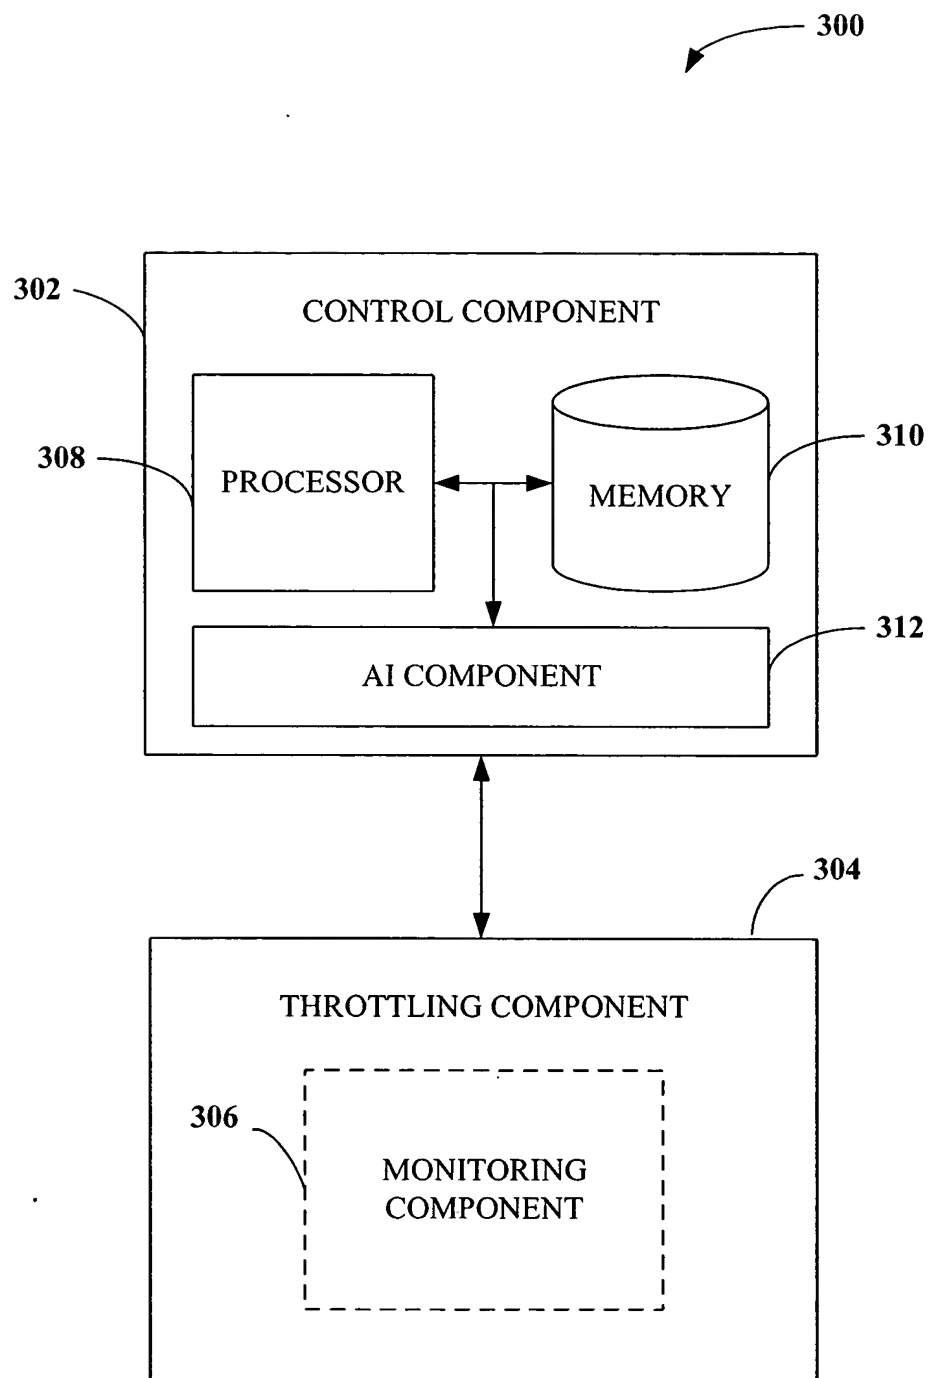 300
302
CONTROL COMPONENT
308
PROCESSOR
MEMORY
310
312
AI COMPONENT
304
THROTTLING COMPONENT
306
MONITORING
COMPONENT